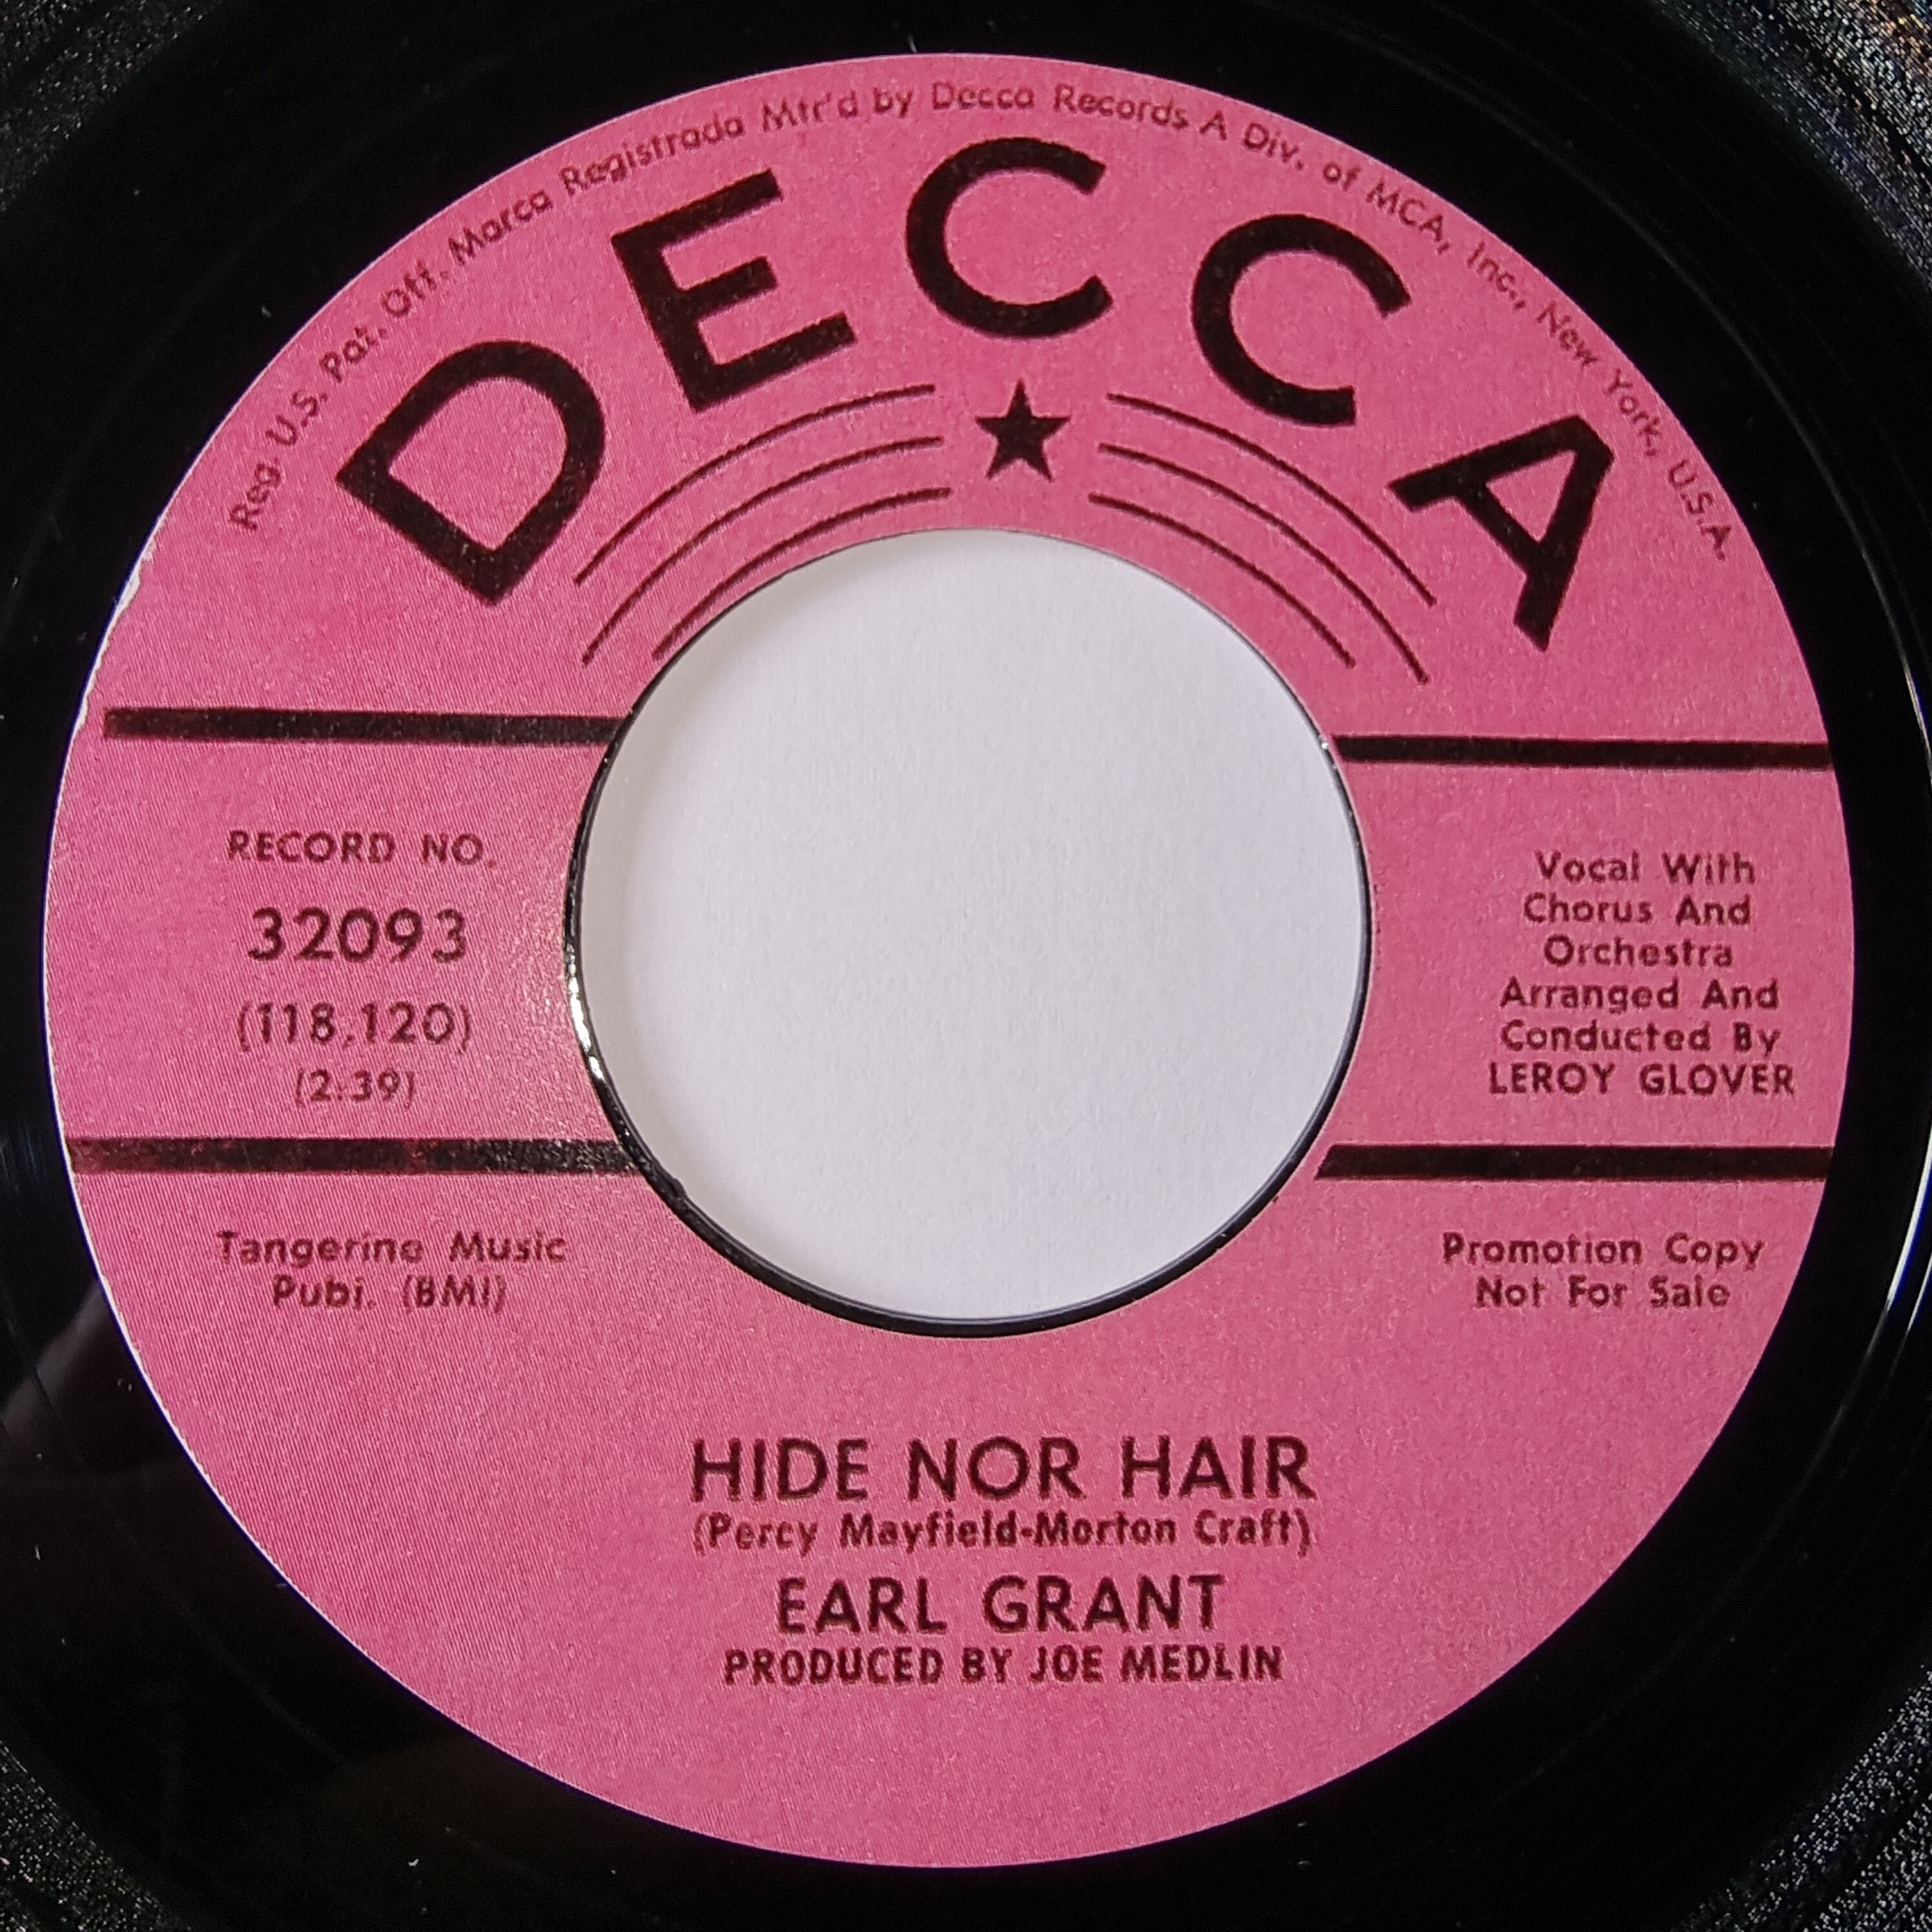 Reg. U.S. Pat. Off. Marca Registrada Mfr'd by Decca Records A Div. of MCA, Inc., New York, U.S.A.
DECCA
RECORD NO.
32093
(118,120)
(2:39)
Vocal With
Chorus And
Orchestra
Arranged And
Conducted By
LEROY GLOVER
Tangerine Music
Publ. (BMI)
Promotion Copy
Not For Sale
HIDE NOR HAIR
(Percy Mayfield-Morton Craft)
EARL GRANT
PRODUCED BY JOE MEDLIN